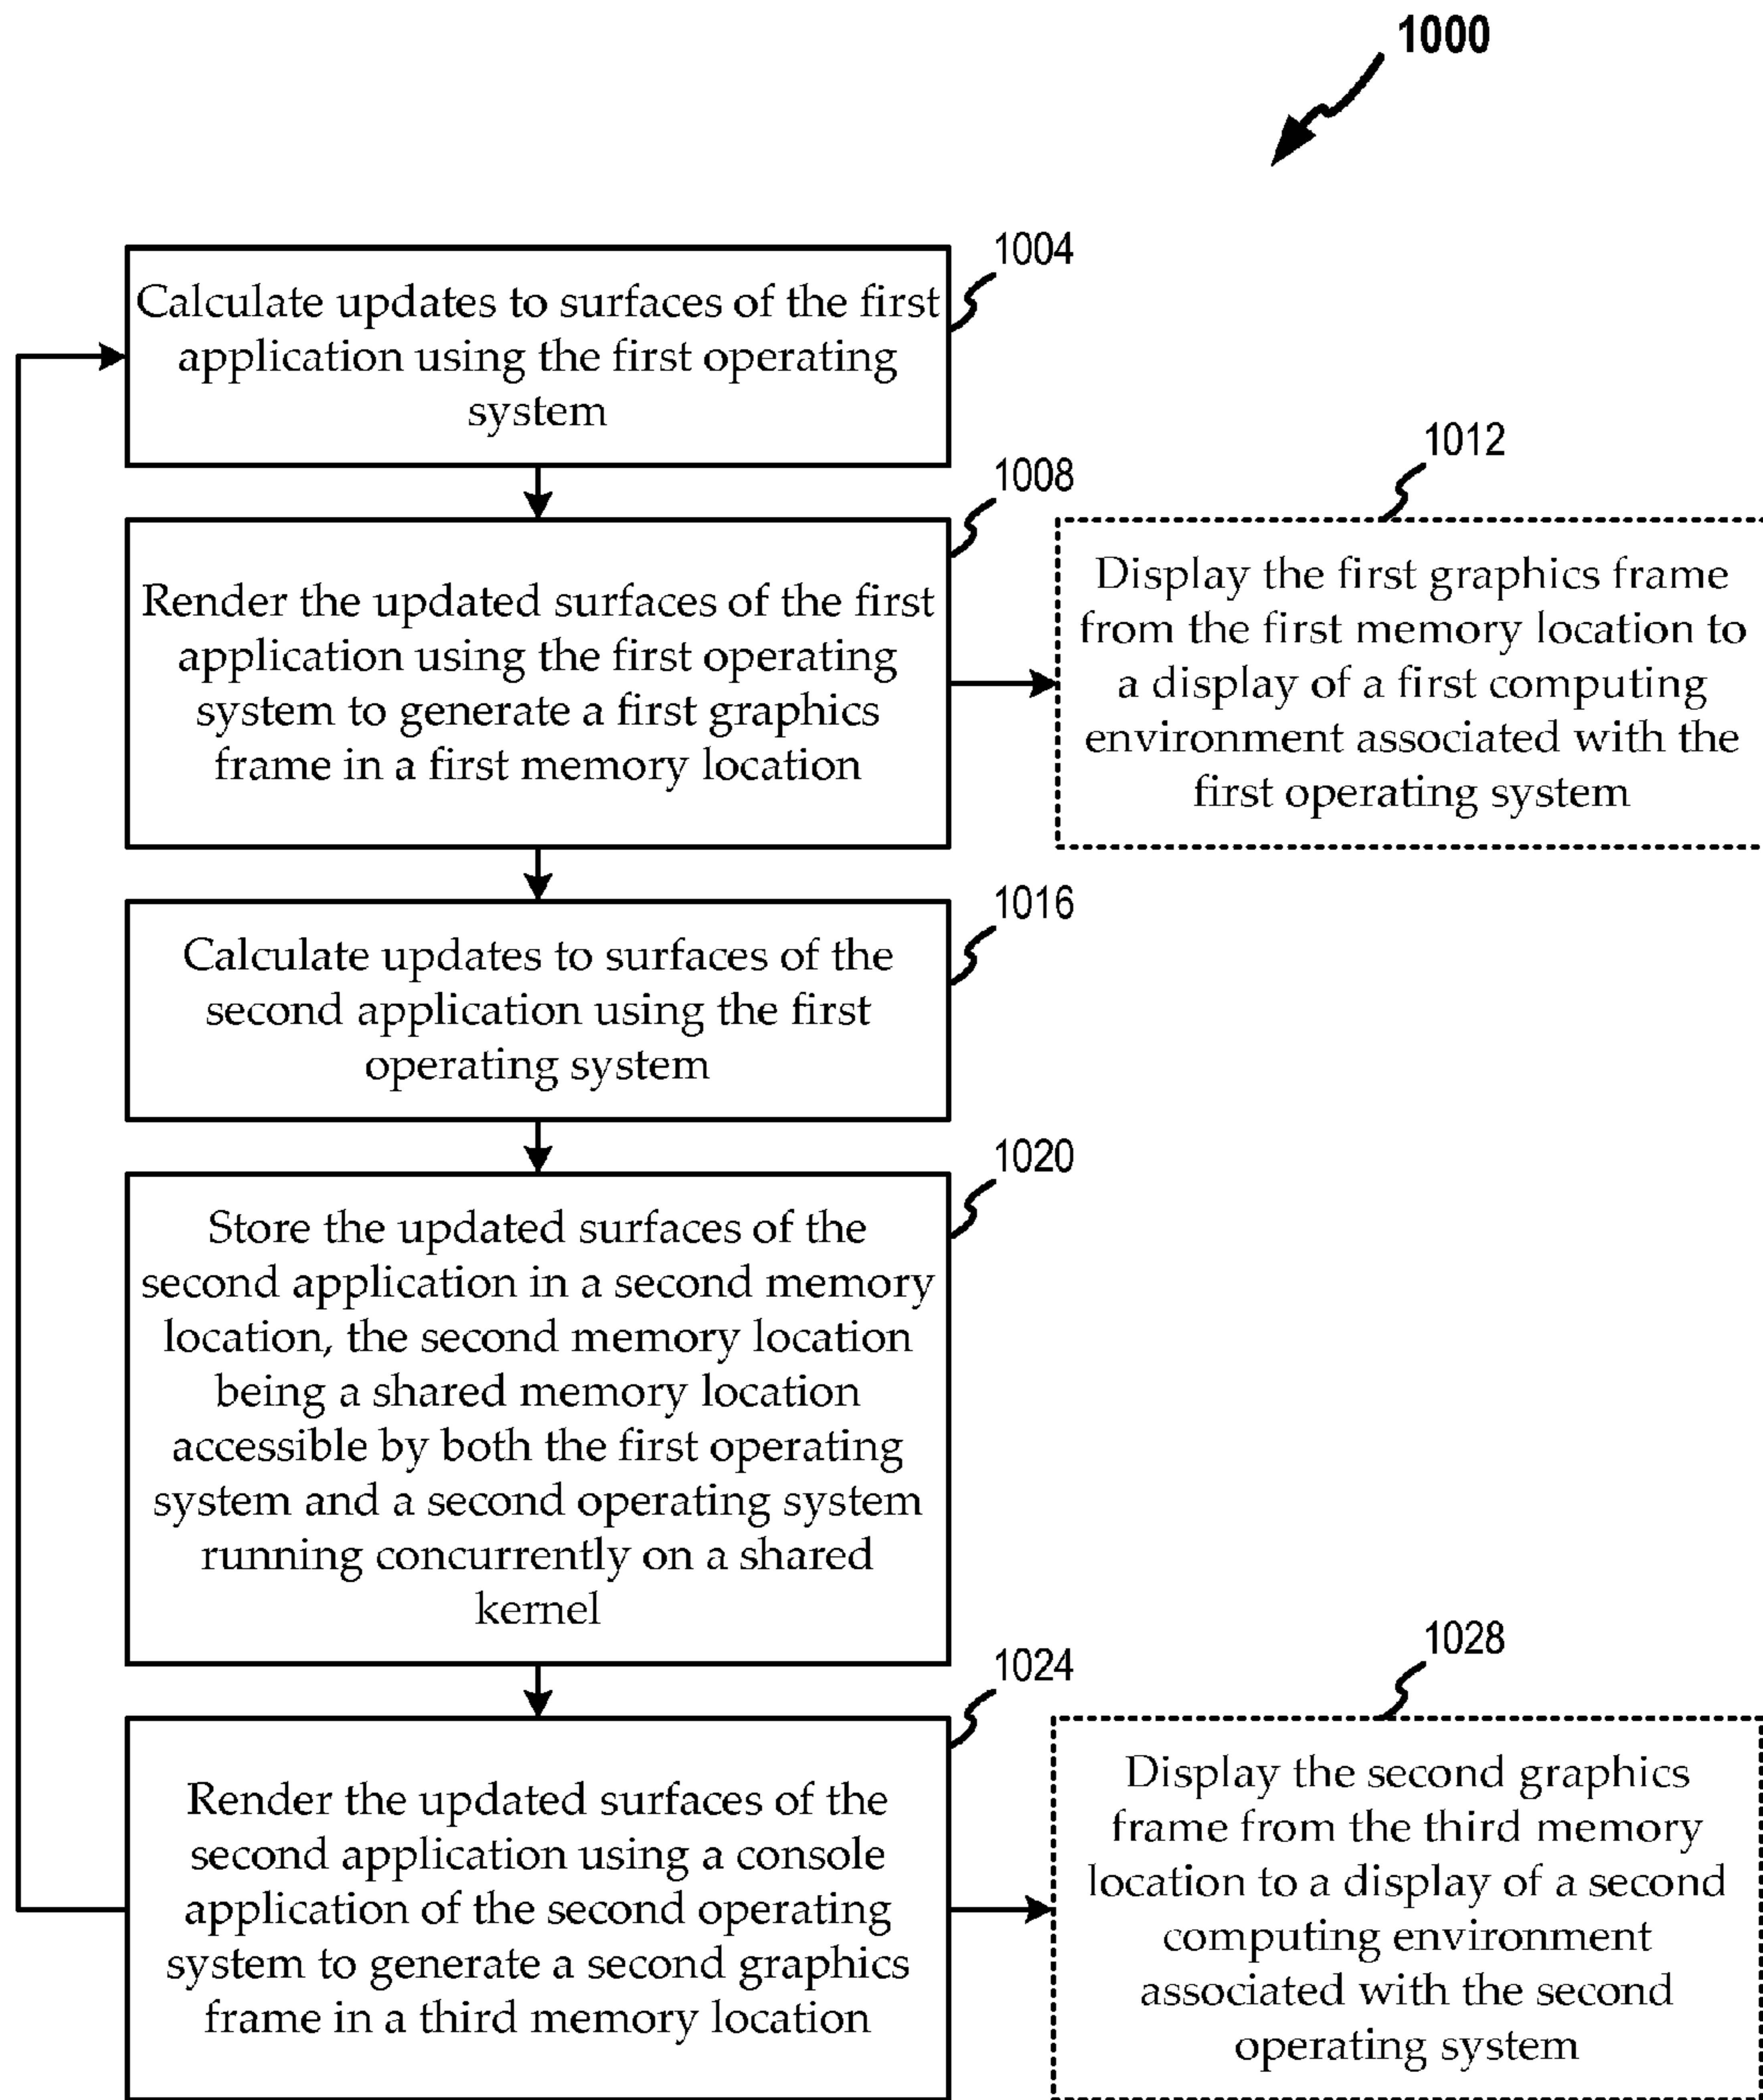 1000
1004
Calculate updates to surfaces of the first
application using the first operating
system
1008
Render the updated surfaces of the first
application using the first operating
system to generate a first graphics
frame in a first memory location
1012
Display the first graphics frame
from the first memory location to
a display of a first computing
environment associated with the
first operating system
1016
Calculate updates to surfaces of the
second application using the first
operating system
1020
Store the updated surfaces of the
second application in a second memory
location, the second memory location
being a shared memory location
accessible by both the first operating
system and a second operating system
running concurrently on a shared
kernel
1024
Render the updated surfaces of the
second application using a console
application of the second operating
system to generate a second graphics
frame in a third memory location
1028
Display the second graphics
frame from the third memory
location to a display of a second
computing environment
associated with the second
operating system